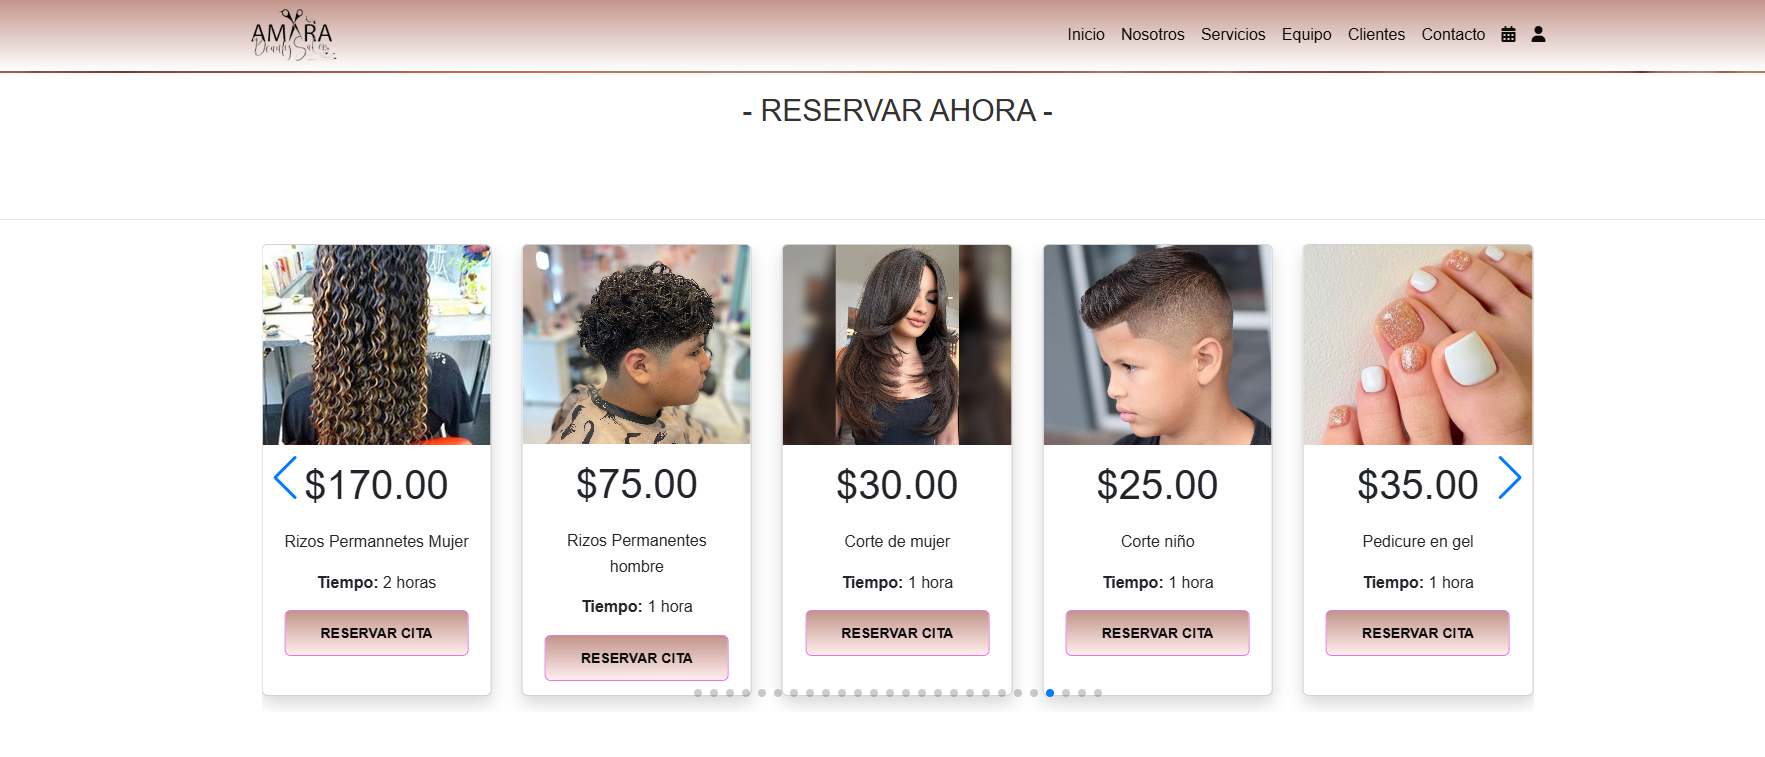 AMARA
Beauty Salon
Inicio Nosotros Servicios Equipo Clientes Contacto
- RESERVAR AHORA -
$170.00
Rizos Permannetes Mujer
Tiempo: 2 horas
RESERVAR CITA
$75.00
Rizos Permanentes
hombre
Tiempo: 1 hora
RESERVAR CITA
$30.00
Corte de mujer
Tiempo: 1 hora
RESERVAR CITA
$25.00
Corte niño
Tiempo: 1 hora
RESERVAR CITA
$35.00
Pedicure en gel
Tiempo: 1 hora
RESERVAR CITA